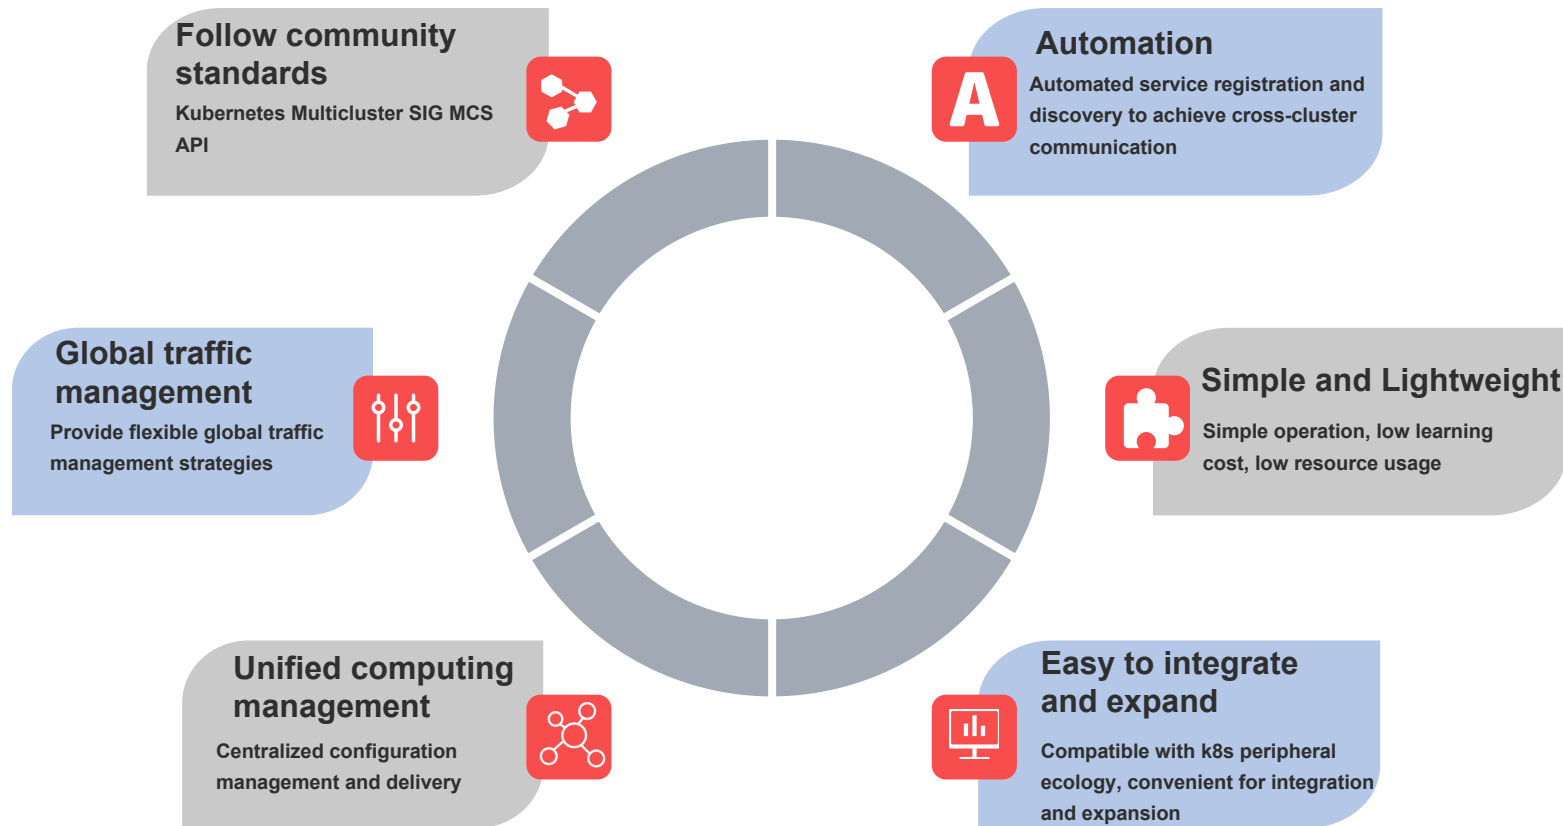 Follow community
standards
Kubernetes Multicluster SIG MCS
API
Automation
Automated service registration and
discovery to achieve cross-cluster
communication
Global traffic
management
Provide flexible global traffic
management strategies
Simple and Lightweight
Simple operation, low learning
cost, low resource usage
Unified computing
management
Centralized configuration
management and delivery
Easy to integrate
and expand
Compatible with k8s peripheral
ecology, convenient for integration
and expansion